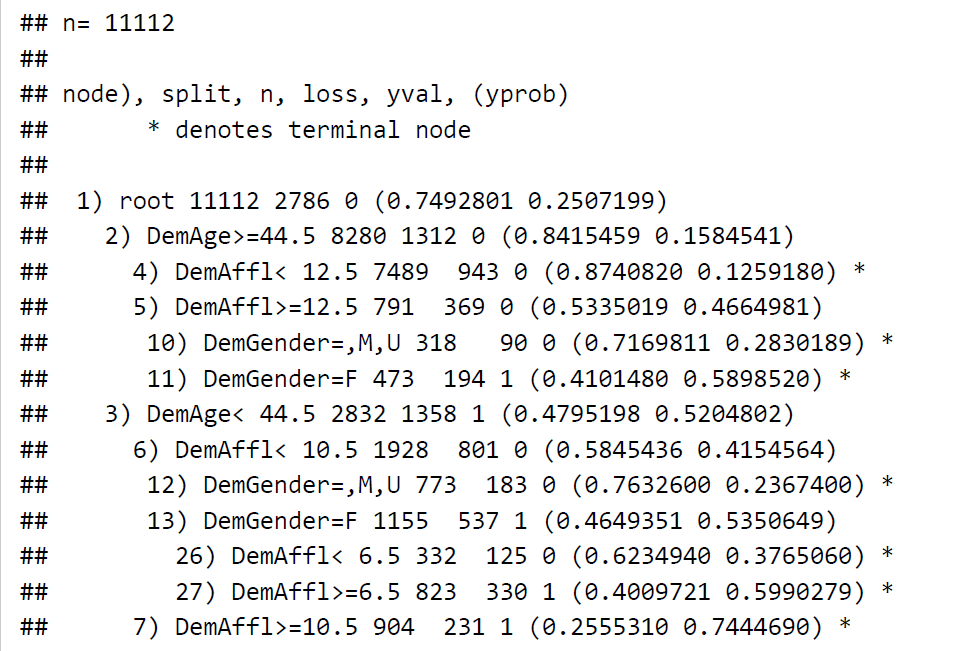 ## n= 11112
##
## node), split, n, loss, yval, (yprob)
##       * denotes terminal node
##
##  1) root 11112 2786 0 (0.7492801 0.2507199)
##    2) DemAge>=44.5 8280 1312 0 (0.8415459 0.1584541)
##      4) DemAffl< 12.5 7489  943 0 (0.8740820 0.1259180) *
##      5) DemAffl>=12.5 791  369 0 (0.5335019 0.4664981)
##       10) DemGender=,M,U 318   90 0 (0.7169811 0.2830189) *
##       11) DemGender=F 473  194 1 (0.4101480 0.5898520) *
##    3) DemAge< 44.5 2832 1358 1 (0.4795198 0.5204802)
##      6) DemAffl< 10.5 1928  801 0 (0.5845436 0.4154564)
##       12) DemGender=,M,U 773  183 0 (0.7632600 0.2367400) *
##       13) DemGender=F 1155  537 1 (0.4649351 0.5350649)
##         26) DemAffl< 6.5 332  125 0 (0.6234940 0.3765060) *
##         27) DemAffl>=6.5 823  330 1 (0.4009721 0.5990279) *
##      7) DemAffl>=10.5 904  231 1 (0.2555310 0.7444690) *